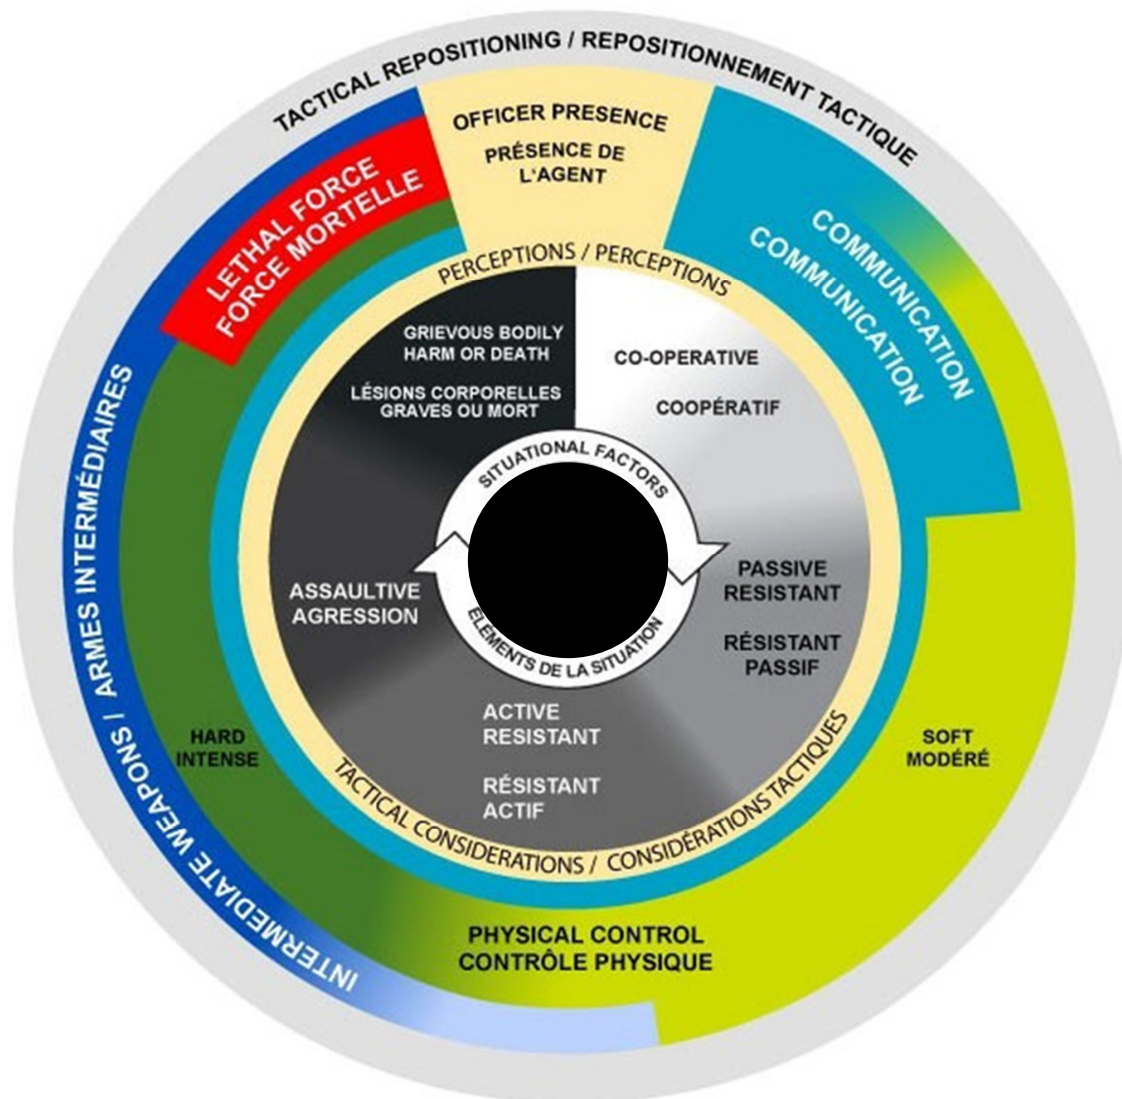 TACTICAL REPOSITIONING / REPOSITIONNEMENT TACTIQUE
OFFICER PRESENCE
PRÉSENCE DE
L'AGENT
LETHAL FORCE
FORCE MORTELLE
COMMUNICATION
COMMUNICATION
PERCEPTIONS / PERCEPTIONS
GRIEVOUS BODILY
HARM OR DEATH
LÉSIONS CORPORELLES
GRAVES OU MORT
CO-OPERATIVE
COOPÉRATIF
SITUATIONAL FACTORS
ÉLÉMENTS DE LA SITUATION
ASSAULTIVE
AGRESSION
PASSIVE
RESISTANT
RÉSISTANT
PASSIF
ACTIVE
RESISTANT
RÉSISTANT
ACTIF
TACTICAL CONSIDERATIONS / CONSIDÉRATIONS TACTIQUES
INTERMEDIATE WEAPONS / ARMES INTERMÉDIAIRES
HARD
INTENSE
SOFT
MODÉRÉ
PHYSICAL CONTROL
CONTRÔLE PHYSIQUE